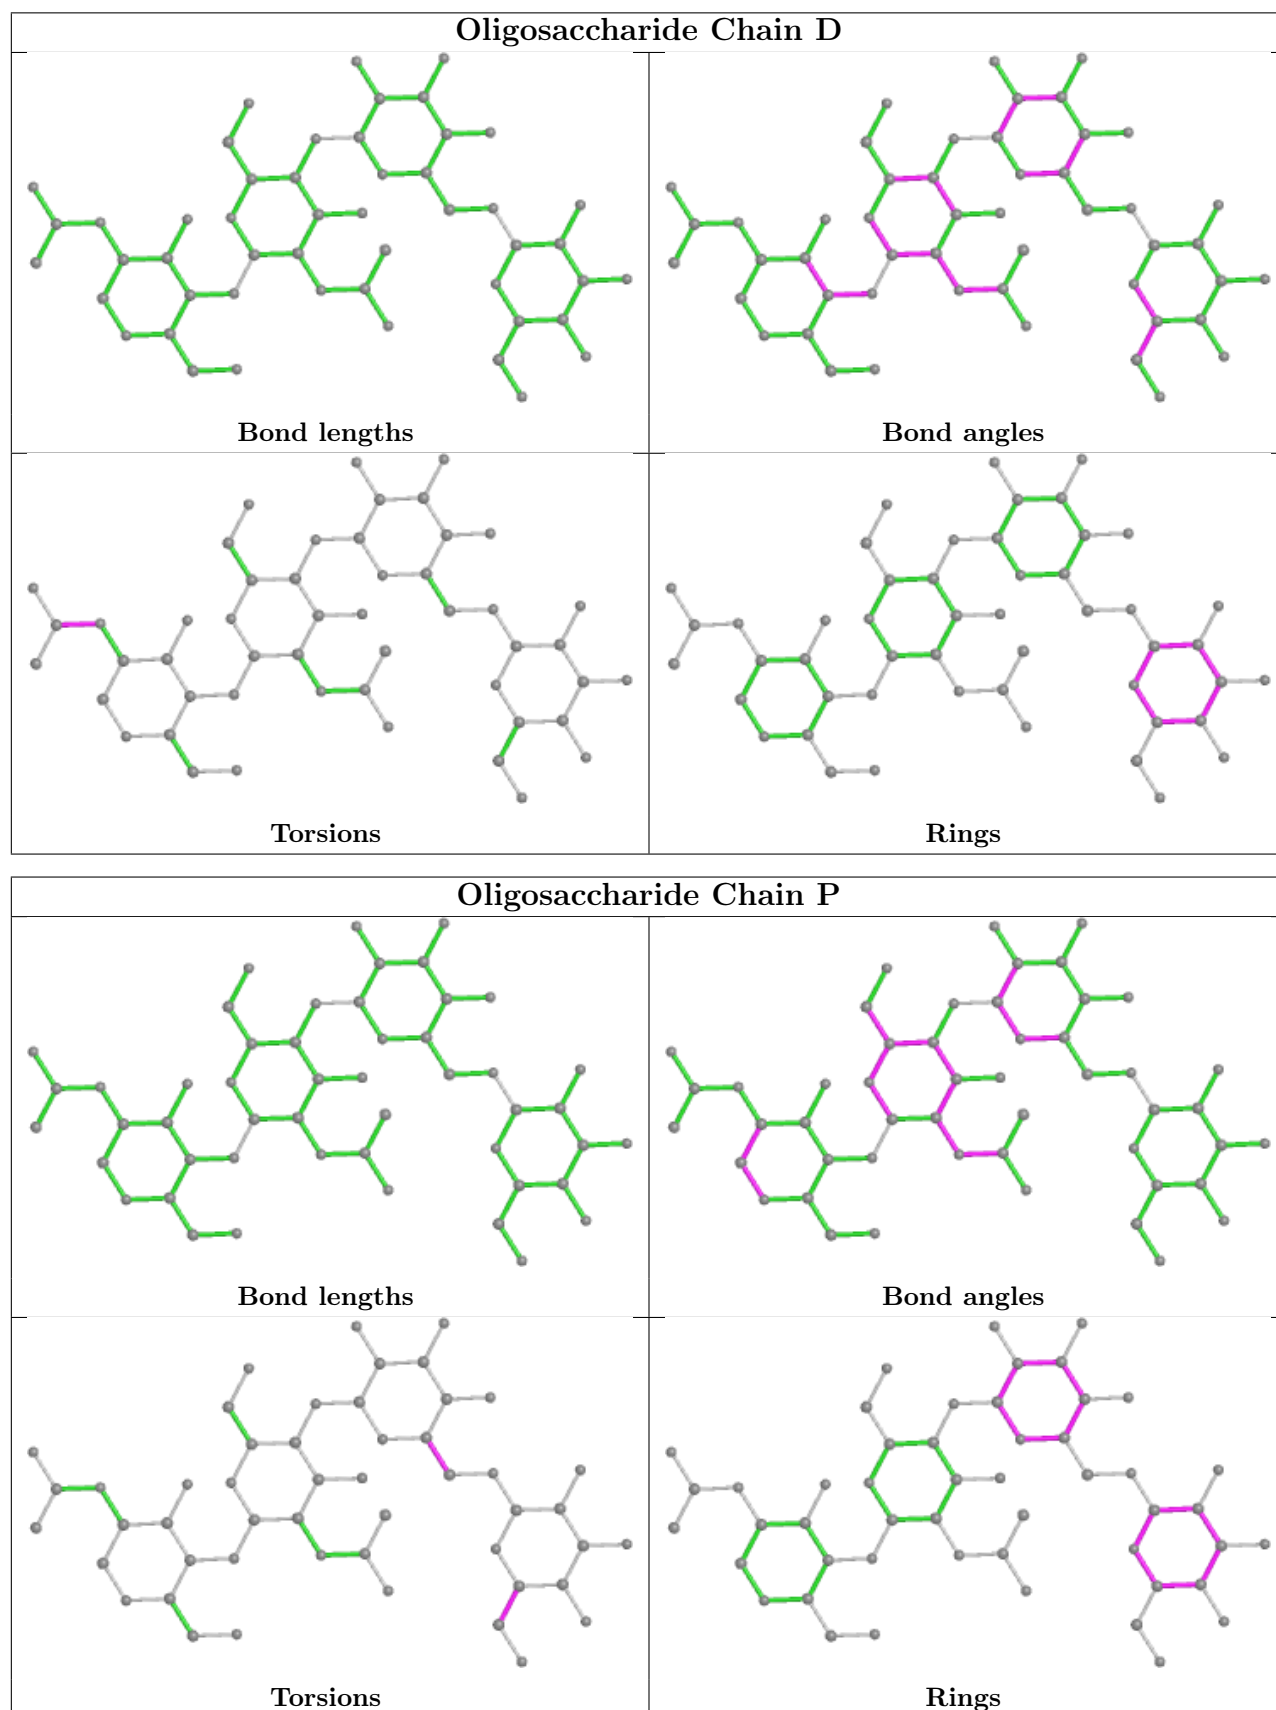 Oligosaccharide Chain D
Bond lengths
Bond angles
Torsions
Rings
Oligosaccharide Chain P
Bond lengths
Bond angles
Torsions
Rings